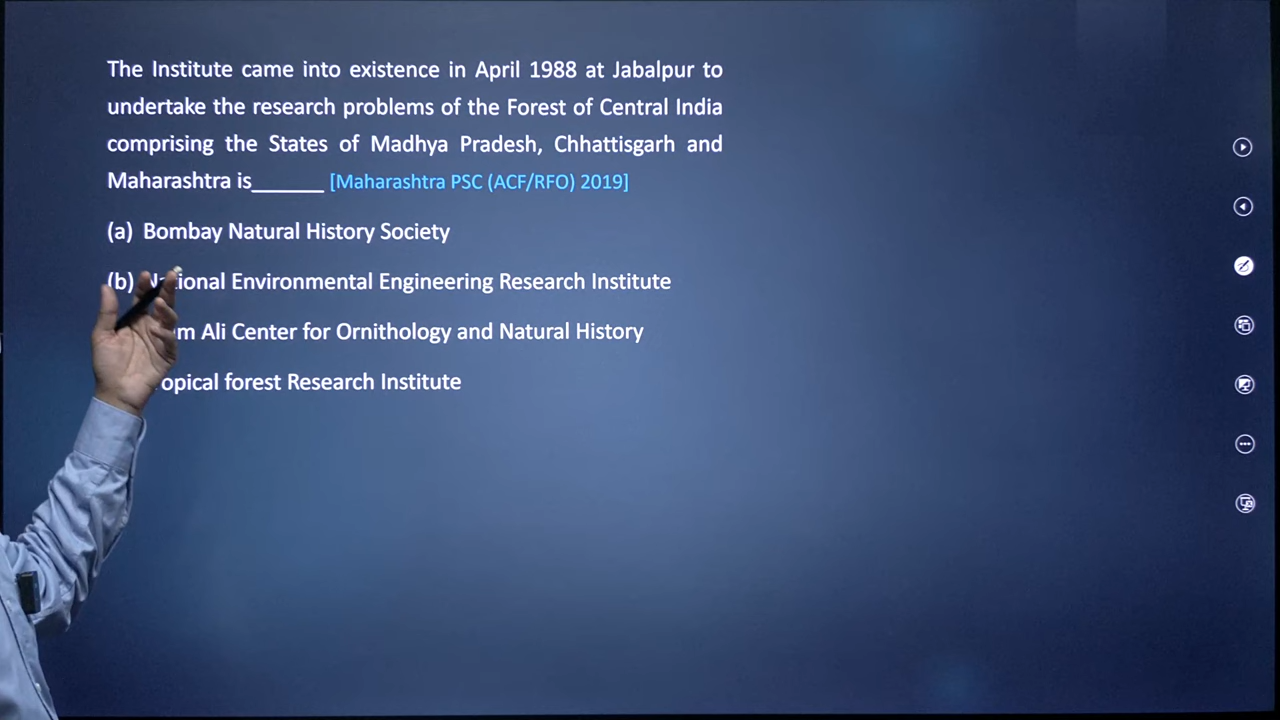 The Institute came into existence in April 1988 at Jabalpur to
undertake the research problems of the Forest of Central India
comprising the States of Madhya Pradesh, Chhattisgarh and
Maharashtra is______ [Maharashtra PSC (ACF/RFO) 2019]
(a) Bombay Natural History Society
(b) National Environmental Engineering Research Institute
Ali Center for Ornithology and Natural History
forest Research Institute